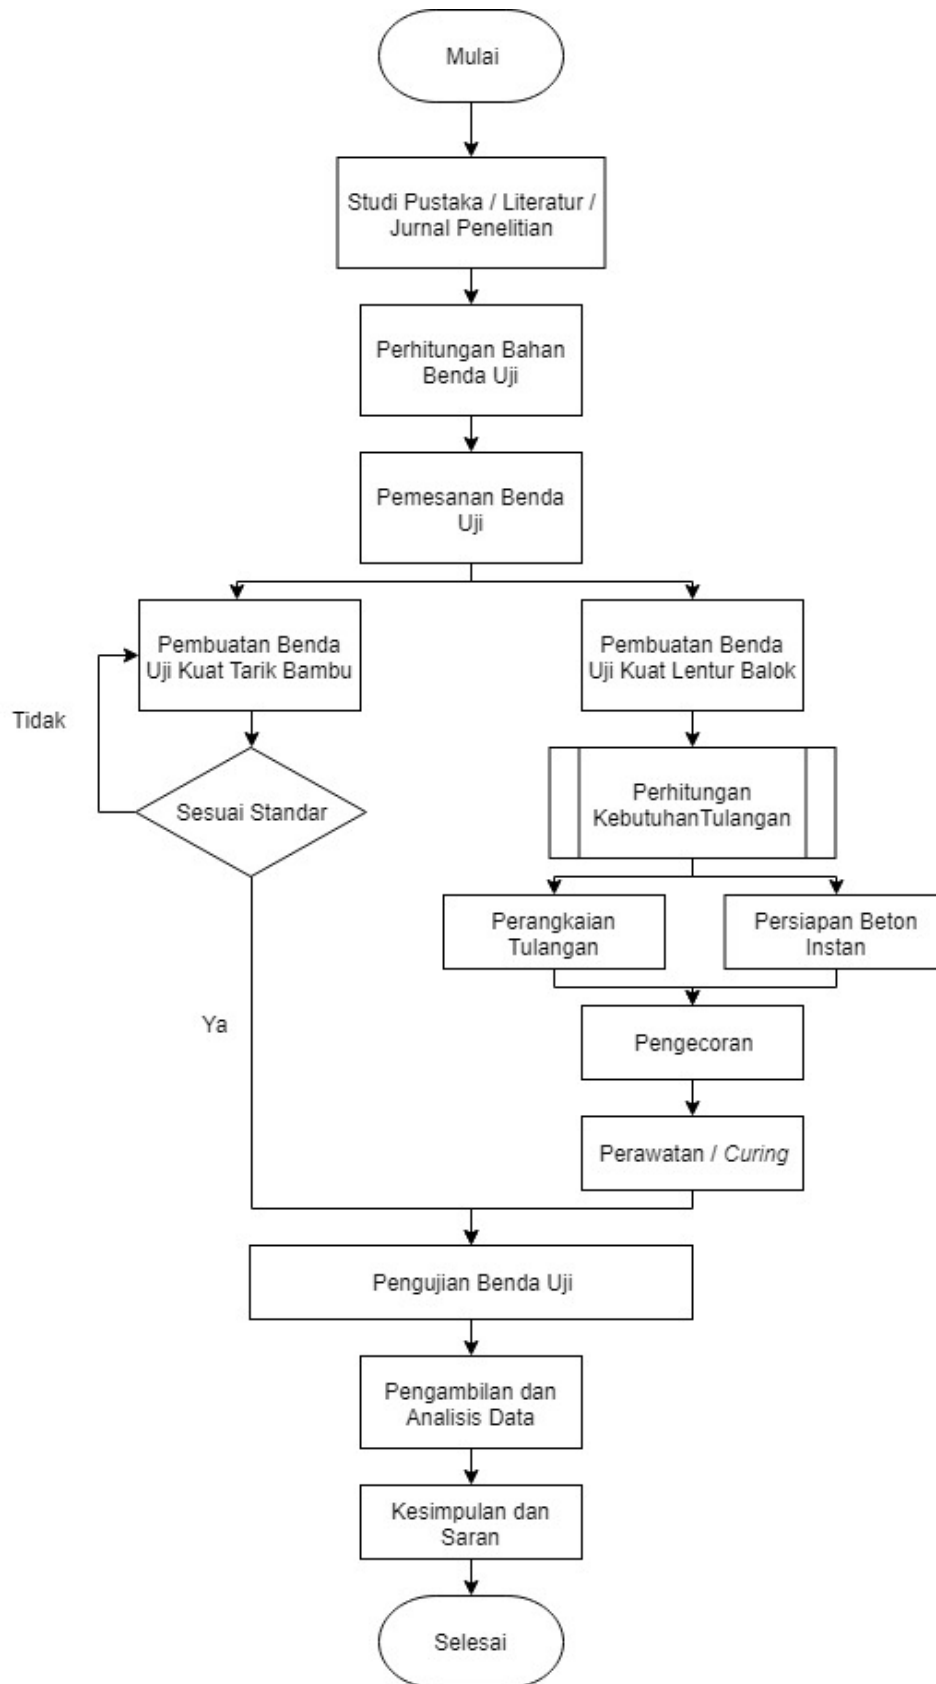 Mulai
Studi Pustaka / Literatur /
Jurnal Penelitian
Perhitungan Bahan
Benda Uji
Pemesanan Benda
Uji
Pembuatan Benda
Uji Kuat Tarik Bambu
Pembuatan Benda
Uji Kuat Lentur Balok
Tidak
Sesuai Standar
Perhitungan
KebutuhanTulangan
Perangkaian
Tulangan
Persiapan Beton
Instan
Ya
Pengecoran
Perawatan / Curing
Pengujian Benda Uji
Pengambilan dan
Analisis Data
Kesimpulan dan
Saran
Selesai